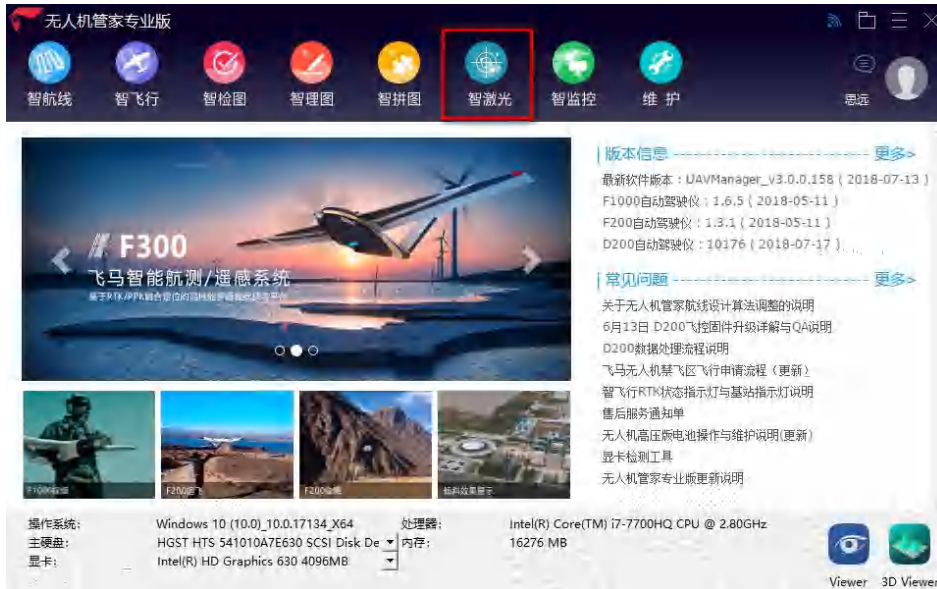 无人机管家专业版
智航线 智飞行 智检图 智理图 智拼图 智激光 智监控 维 护
思远
F300
飞马智能航测/遥感系统
版本信息 更多>
最新软件版本：UAVManager_v3.0.0.158 ( 2018-07-13 )
F1000自动驾驶仪：1.6.5 ( 2018-05-11 )
F200自动驾驶仪：1.3.1 ( 2018-05-11 )
D200自动驾驶仪：10176 ( 2018-07-17 )
常见问题 更多>
关于无人机管家航线设计算法调整的说明
6月13日 D200飞控固件升级详解与QA说明
D200数据处理流程说明
飞马无人机禁飞区飞行申请流程（更新）
智飞行RTK状态指示灯与基站指示灯说明
售后服务通知单
无人机高压版电池操作与维护说明(更新)
显卡检测工具
无人机管家专业版更新说明
操作系统: Windows 10 (10.0)_10.0.17134_X64 处理器: Intel(R) Core(TM) i7-7700HQ CPU @ 2.80GHz
主硬盘: HGST HTS 541010A7E630 SCSI Disk De 内存: 16276 MB
显卡: Intel(R) HD Graphics 630 4096MB
Viewer 3D Viewer